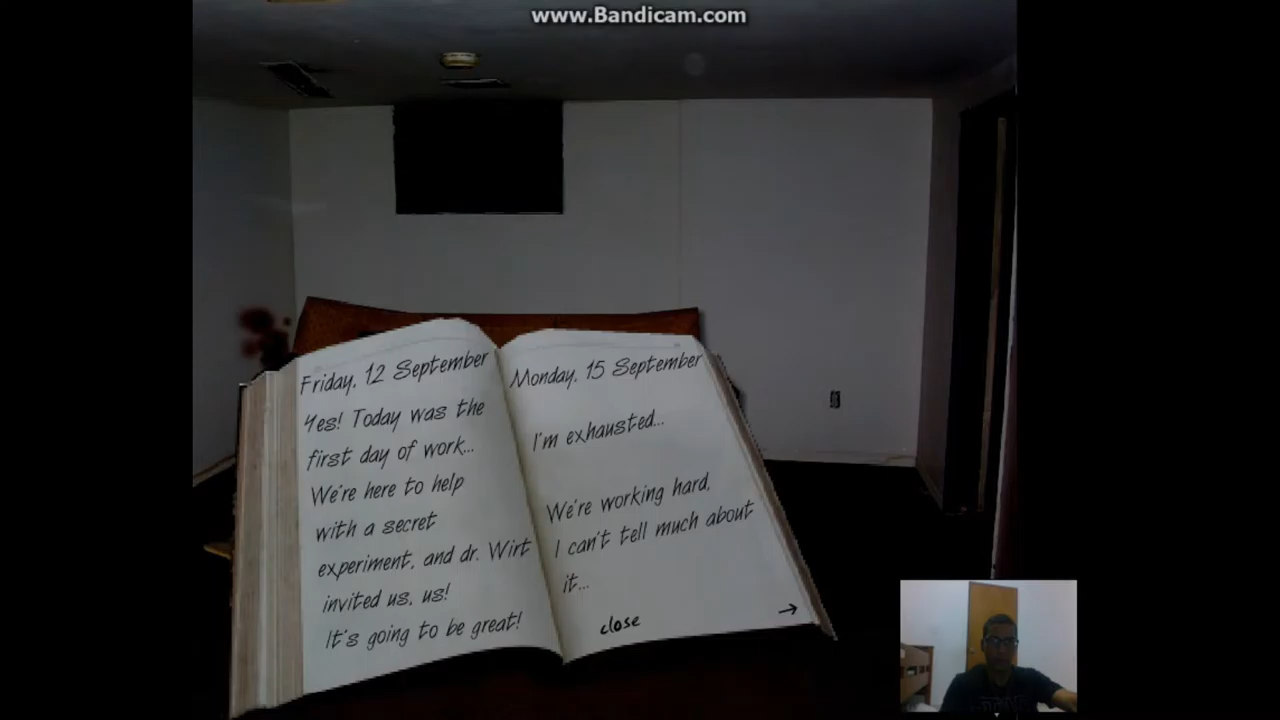 www.Bandicam.com
Friday, 12 September
Yes! Today was the
first day of work...
We're here to help
with a secret
experiment, and dr. Wirt
invited us, us!
It's going to be great!
Monday, 15 September
I'm exhausted...
We're working hard,
I can't tell much about
it...
close
→